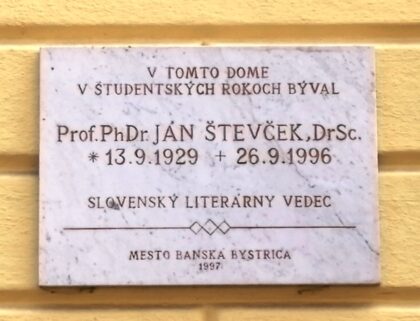 V TOMTO DOME
V ŠTUDENTSKÝCH ROKOCH BÝVAL
Prof.PhDr. JÁN ŠTEVČEK, DrSc.
* 13.9.1929 + 26.9.1996
SLOVENSKÝ LITERÁRNY VEDEC
MESTO BANSKÁ BYSTRICA
1997